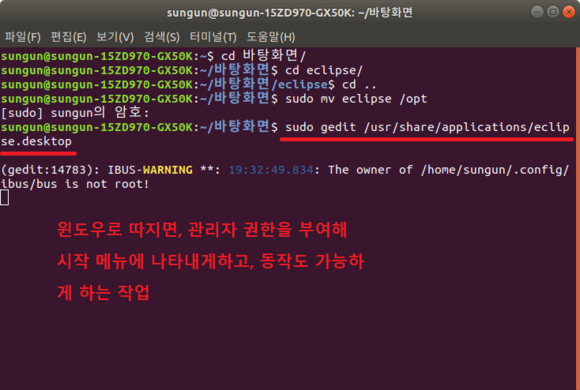 sungun@sungun-15ZD970-GX50K: ~/바탕화면
파일(F) 편집(E) 보기(V) 검색(S) 터미널(T) 도움말(H)
sungun@sungun-15ZD970-GX50K:~$ cd 바탕화면/
sungun@sungun-15ZD970-GX50K:~/바탕화면$ cd eclipse/
sungun@sungun-15ZD970-GX50K:~/바탕화면/eclipse$ cd ..
sungun@sungun-15ZD970-GX50K:~/바탕화면$ sudo mv eclipse /opt
[sudo] sungun의 암호:
sungun@sungun-15ZD970-GX50K:~/바탕화면$ sudo gedit /usr/share/applications/eclip
se.desktop
(gedit:14783): IBUS-WARNING **: 19:32:49.834: The owner of /home/sungun/.config/
ibus/bus is not root!
윈도우로 따지면, 관리자 권한을 부여해
시작 메뉴에 나타내게하고, 동작도 가능하
게 하는 작업